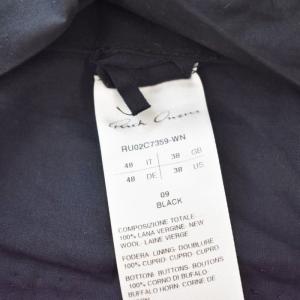 Rick Owens
RU02C7359-WN
48 IT 38 GB
48 DE 38 US
09
BLACK
COMPOSIZIONE TOTALE
100% LANA VERGINE: NEW
WOOL - LAINE VIERGE
FODERA: LINING: DOUBLURE
100% CUPRO - CUPRO - CUPRO
BOTTONI: BUTTONS: BOUTONS
100% CORNO DI BUFALO
BUFFALO HORN: CORNE DE